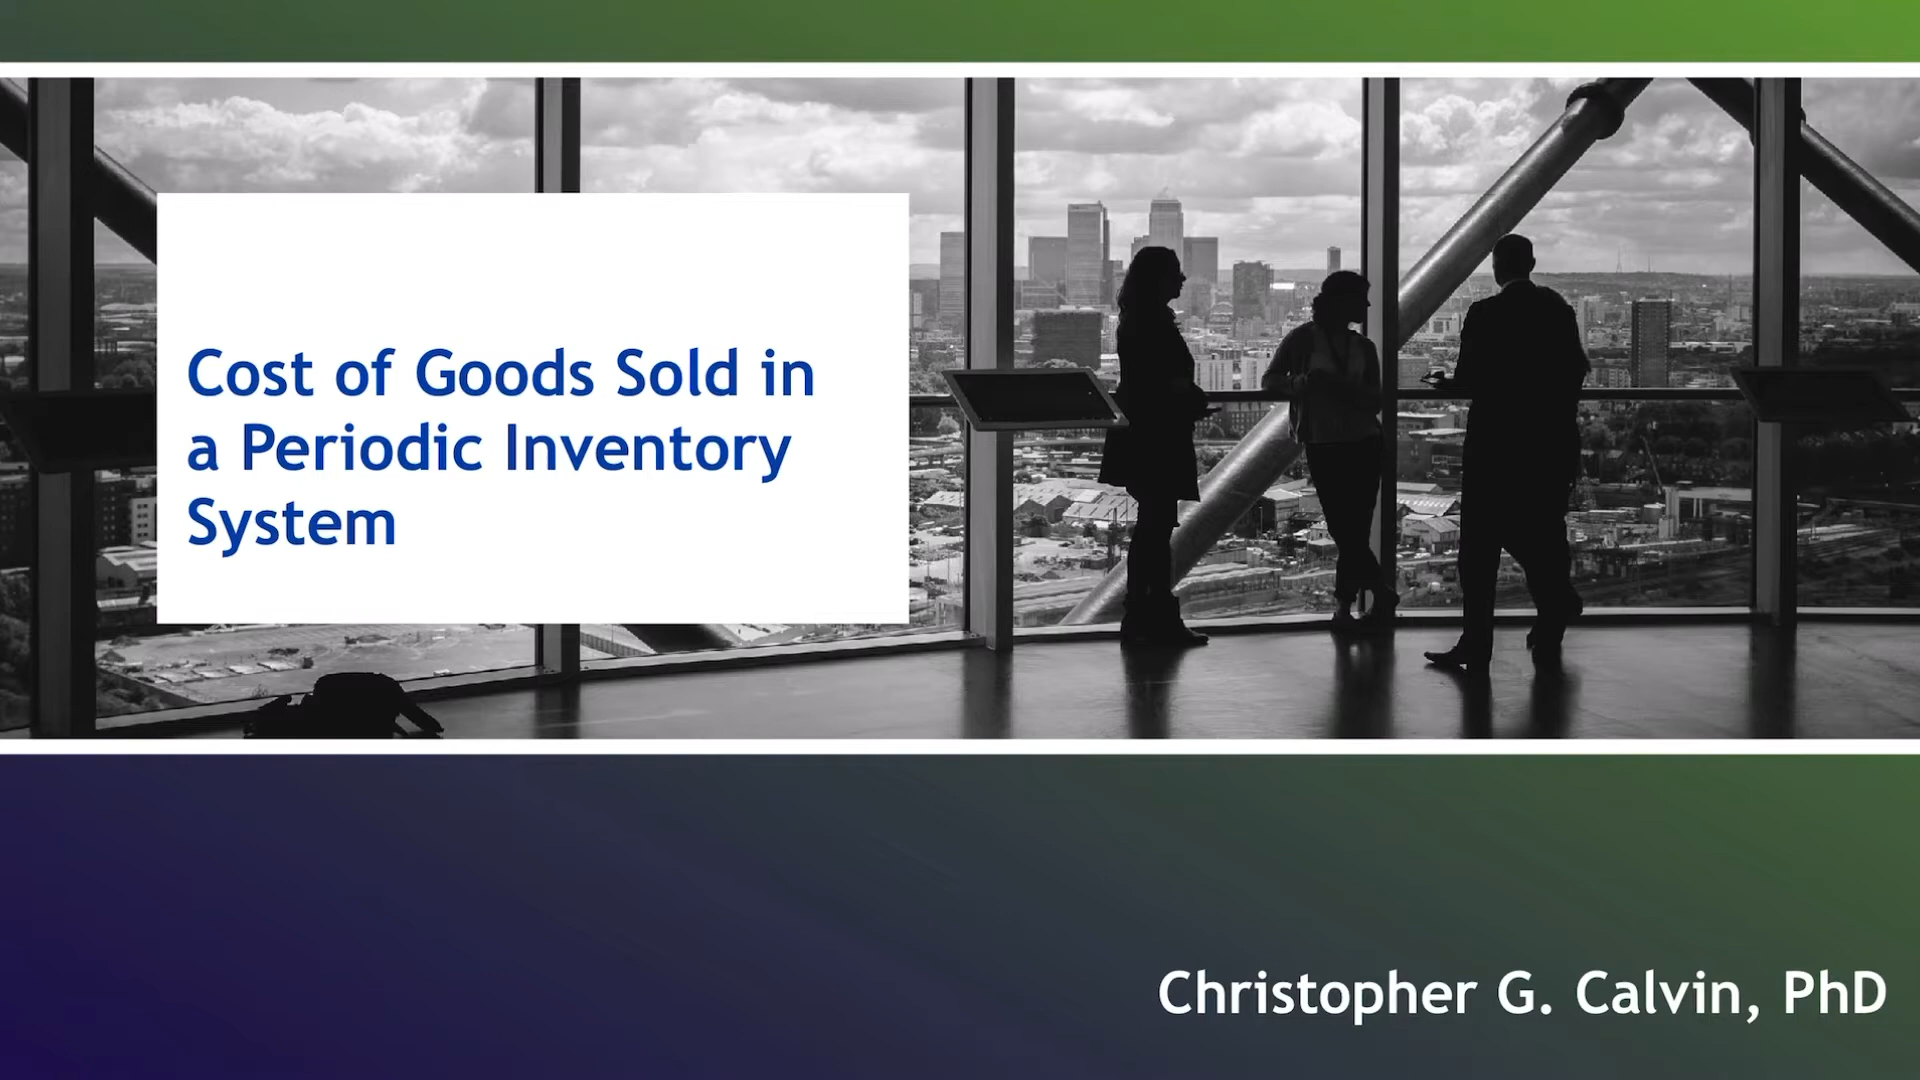 Cost of Goods Sold in
a Periodic Inventory
System
Christopher G. Calvin, PhD